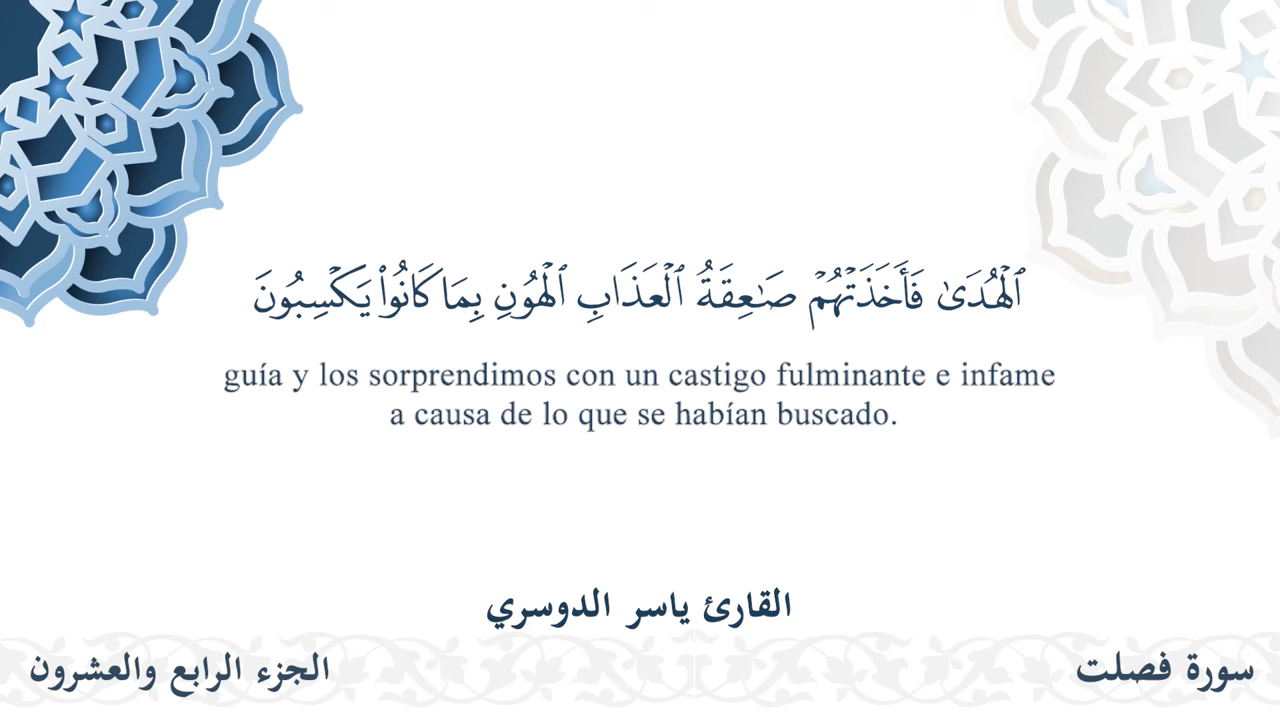 ٱلْهُدَىٰ فَأَخَذَتْهُمْ صَٰعِقَةُ ٱلْعَذَابِ ٱلْهُونِ بِمَا كَانُوا۟ يَكْسِبُونَ
guía y los sorprendimos con un castigo fulminante e infame
a causa de lo que se habían buscado.
القارئ ياسر الدوسري
سورة فصلت
الجزء الرابع والعشرون